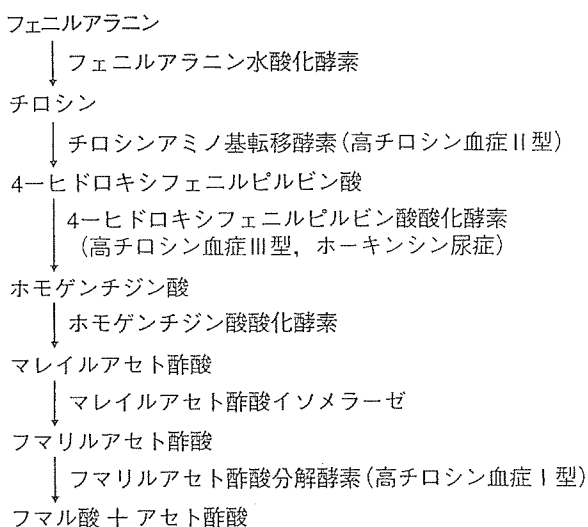 フェニルアラニン
フェニルアラニン水酸化酵素
チロシン
チロシンアミノ基転移酵素(高チロシン血症II型)
4ーヒドロキシフェニルピルビン酸
4ーヒドロキシフェニルピルビン酸酸化酵素
(高チロシン血症III型, ホーキンシン尿症)
ホモゲンチジン酸
ホモゲンチジン酸酸化酵素
マレイルアセト酢酸
マレイルアセト酢酸イソメラーゼ
フマリルアセト酢酸
フマリルアセト酢酸分解酵素(高チロシン血症I型)
フマル酸 + アセト酢酸